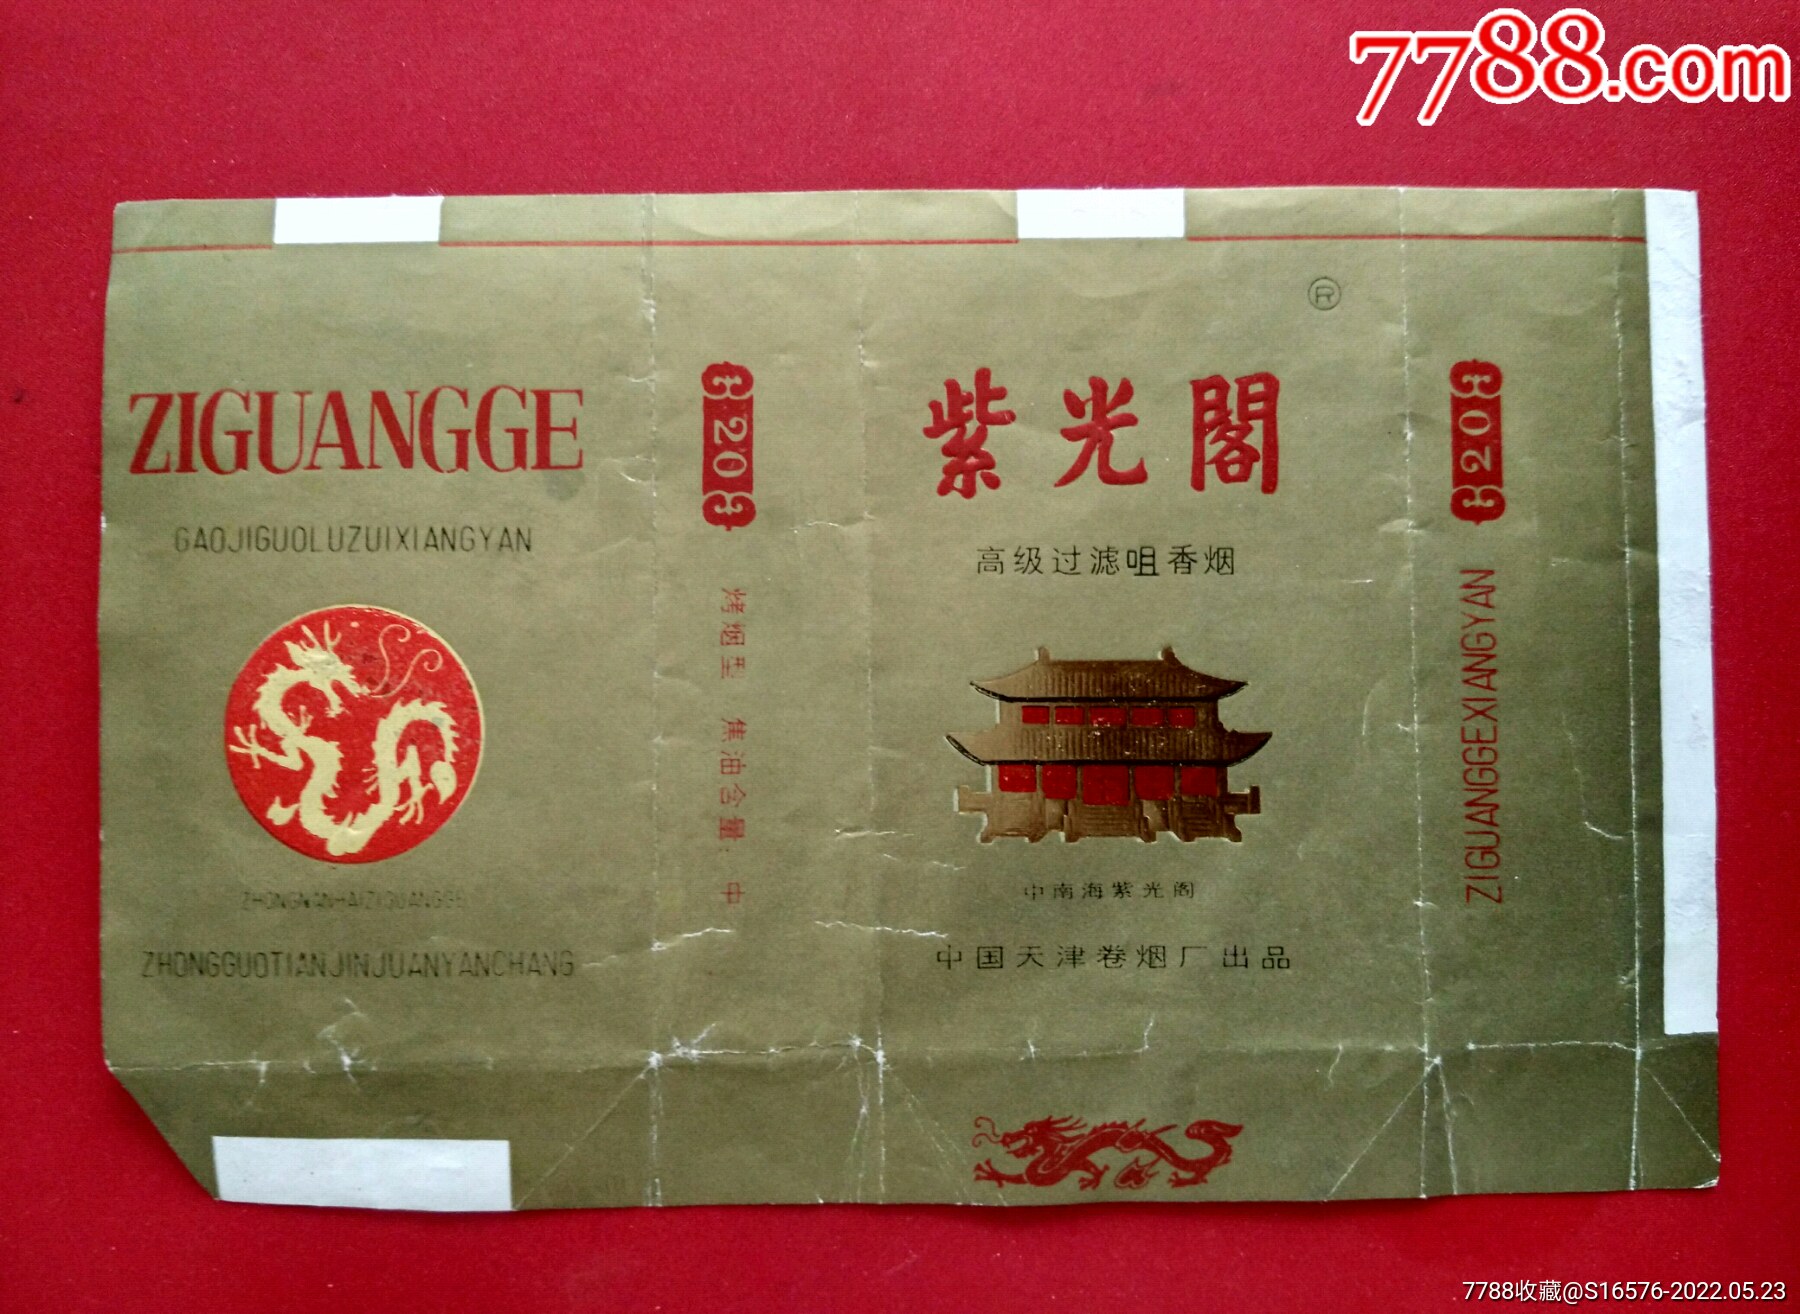 7788.com
®
ZIGUANGGE
GAOJIGUOLUZUIXIANGYAN
ZHONGNANHAIZIGUANGGE
ZHONGGUOTIANJINJUANYANCHANG
20
烤烟型 焦油含量:中
紫光閣
高级过滤咀香烟
中南海紫光阁
中国天津卷烟厂出品
20
ZIGUANGGEXIANGYAN
7788收藏@S16576-2022.05.23